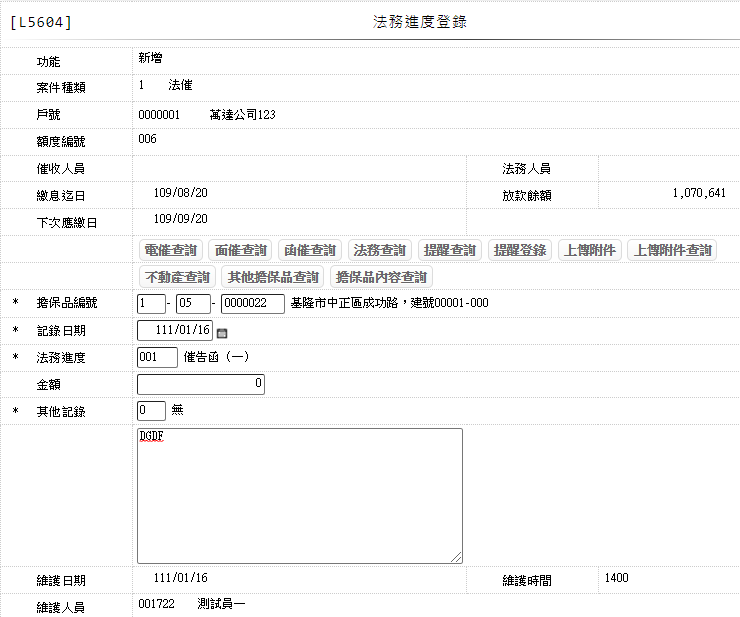 [L5604] 法務進度登錄
功能 新增
案件種類 1 法催
戶號 0000001 萬達公司123
額度編號 006
催收人員 法務人員
繳息迄日 109/08/20 放款餘額 1,070,641
下次應繳日 109/09/20
電催查詢 面催查詢 函催查詢 法務查詢 提醒查詢 提醒登錄 上傳附件 上傳附件查詢
不動產查詢 其他擔保品查詢 擔保品內容查詢
* 擔保品編號 1 - 05 - 0000022 基隆市中正區成功路，建號00001-000
* 記錄日期 111/01/16
* 法務進度 001 催告函（一）
金額 0
* 其他記錄 0 無
DGDF
維護日期 111/01/16 維護時間 1400
維護人員 001722 測試員一